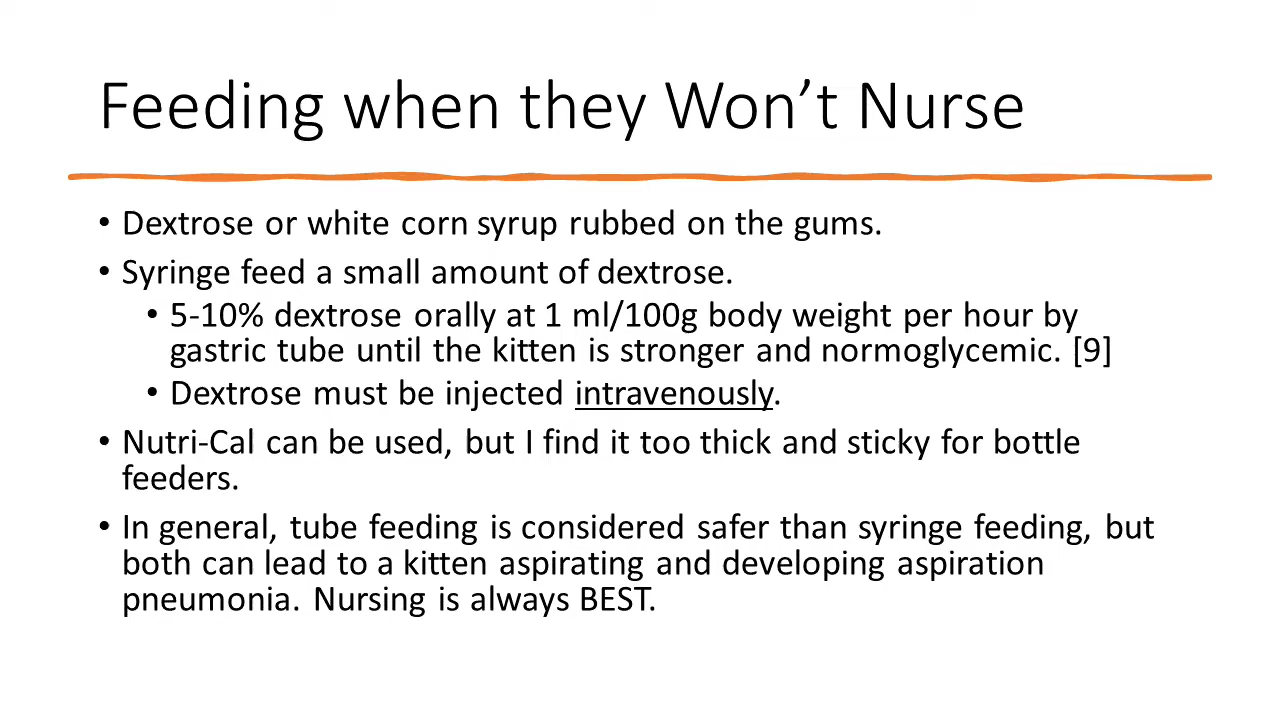 Feeding when they Won’t Nurse
• Dextrose or white corn syrup rubbed on the gums.
• Syringe feed a small amount of dextrose.
• 5-10% dextrose orally at 1 ml/100g body weight per hour by
gastric tube until the kitten is stronger and normoglycemic. [9]
• Dextrose must be injected intravenously.
• Nutri-Cal can be used, but I find it too thick and sticky for bottle
feeders.
• In general, tube feeding is considered safer than syringe feeding, but
both can lead to a kitten aspirating and developing aspiration
pneumonia. Nursing is always BEST.